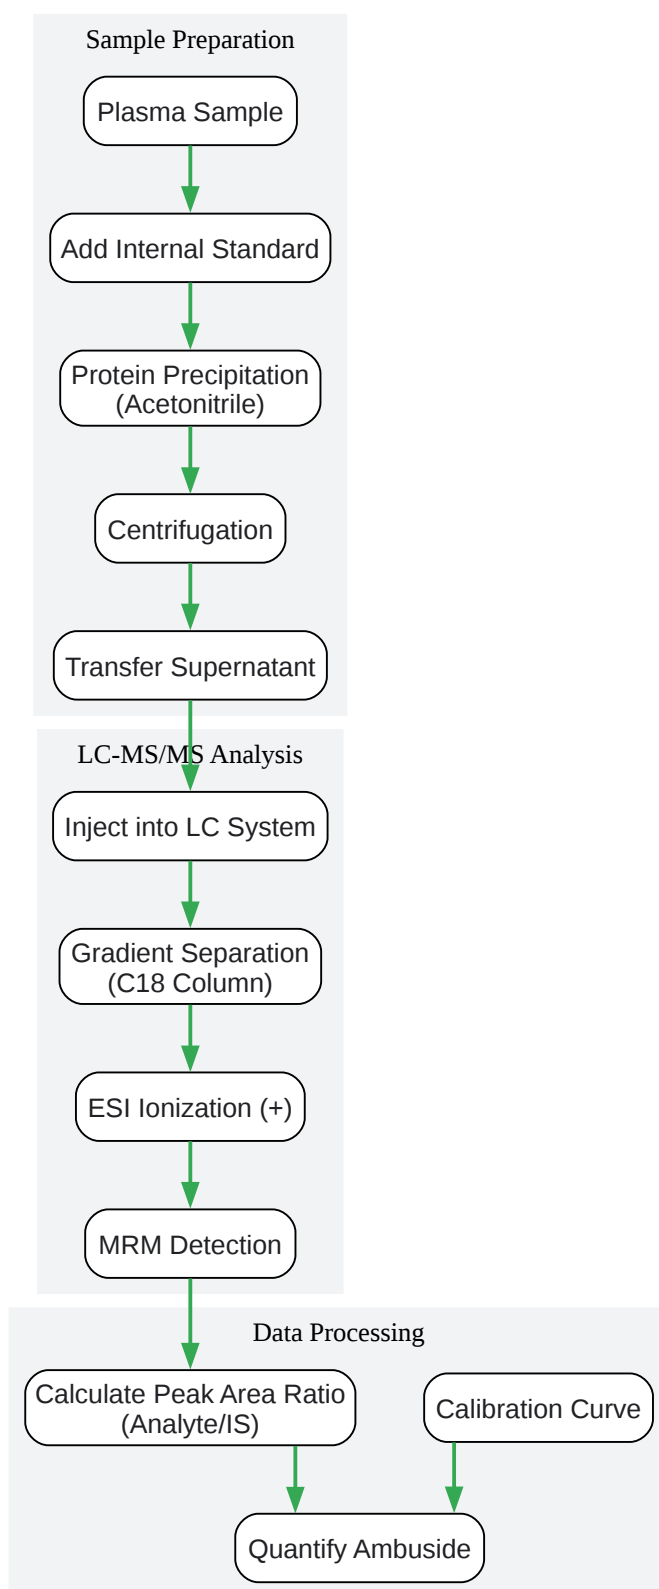 Sample Preparation
Plasma Sample
Add Internal Standard
Protein Precipitation
(Acetonitrile)
Centrifugation
Transfer Supernatant
LC-MS/MS Analysis
Inject into LC System
Gradient Separation
(C18 Column)
ESI Ionization (+)
MRM Detection
Data Processing
Calculate Peak Area Ratio
(Analyte/IS)
Calibration Curve
Quantify Ambuside